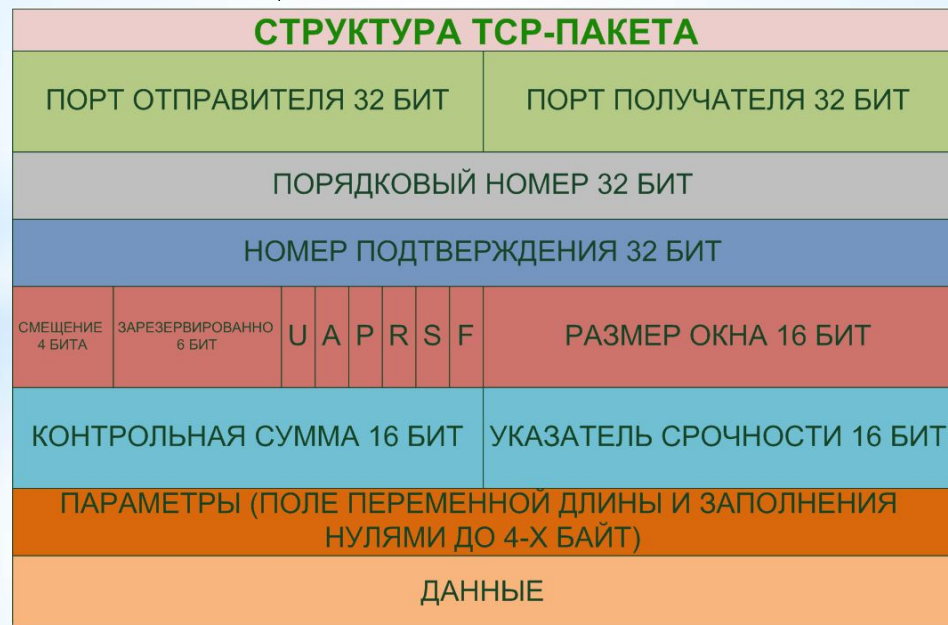 СТРУКТУРА TCP-ПАКЕТА
ПОРТ ОТПРАВИТЕЛЯ 32 БИТ
ПОРТ ПОЛУЧАТЕЛЯ 32 БИТ
ПОРЯДКОВЫЙ НОМЕР 32 БИТ
НОМЕР ПОДТВЕРЖДЕНИЯ 32 БИТ
СМЕЩЕНИЕ
4 БИТА
ЗАРЕЗЕРВИРОВАННО
6 БИТ
U
A
P
R
S
F
РАЗМЕР ОКНА 16 БИТ
КОНТРОЛЬНАЯ СУММА 16 БИТ
УКАЗАТЕЛЬ СРОЧНОСТИ 16 БИТ
ПАРАМЕТРЫ (ПОЛЕ ПЕРЕМЕННОЙ ДЛИНЫ И ЗАПОЛНЕНИЯ
НУЛЯМИ ДО 4-Х БАЙТ)
ДАННЫЕ